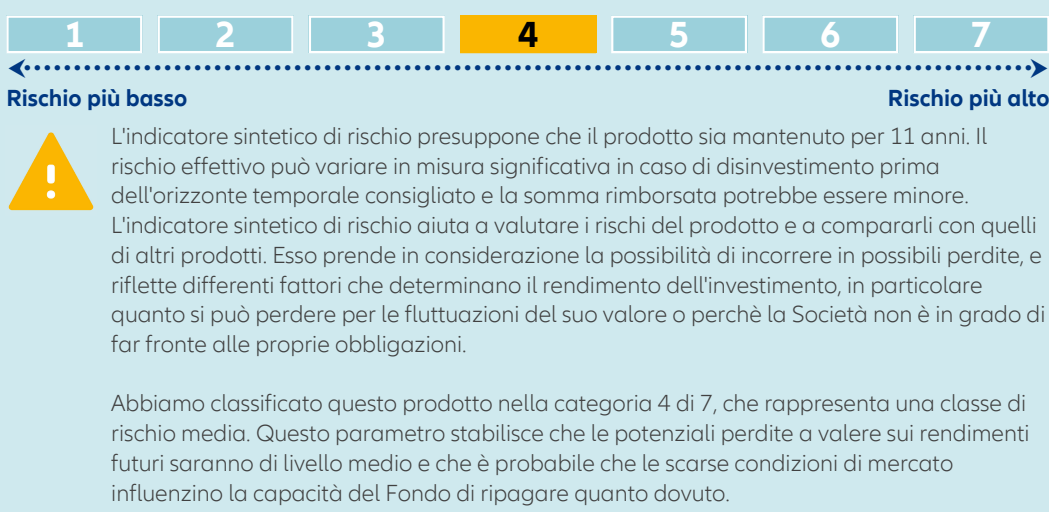 1 2 3 4 5 6 7
Rischio più basso Rischio più alto
L'indicatore sintetico di rischio presuppone che il prodotto sia mantenuto per 11 anni. Il
rischio effettivo può variare in misura significativa in caso di disinvestimento prima
dell'orizzonte temporale consigliato e la somma rimborsata potrebbe essere minore.
L'indicatore sintetico di rischio aiuta a valutare i rischi del prodotto e a compararli con quelli
di altri prodotti. Esso prende in considerazione la possibilità di incorrere in possibili perdite, e
riflette differenti fattori che determinano il rendimento dell'investimento, in particolare
quanto si può perdere per le fluttuazioni del suo valore o perchè la Società non è in grado di
far fronte alle proprie obbligazioni.
Abbiamo classificato questo prodotto nella categoria 4 di 7, che rappresenta una classe di
rischio media. Questo parametro stabilisce che le potenziali perdite a valere sui rendimenti
futuri saranno di livello medio e che è probabile che le scarse condizioni di mercato
influenzino la capacità del Fondo di ripagare quanto dovuto.